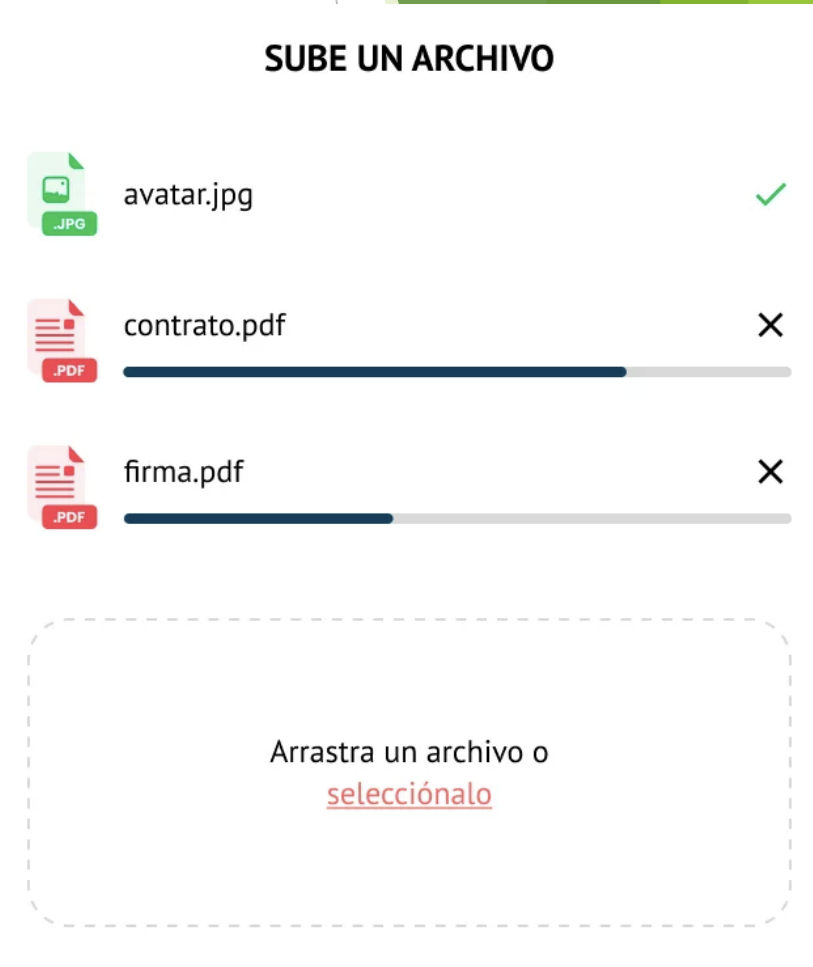 SUBE UN ARCHIVO
avatar.jpg
.JPG
contrato.pdf
.PDF
firma.pdf
.PDF
Arrastra un archivo o
selecciónalo